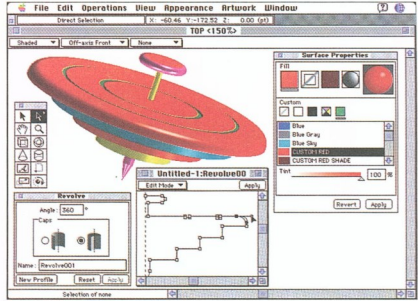 File Edit Operations View Appearance Artwork Window
Direct Selection X: -60.46 Y:-172.52 Z: 0.00 (pt)
TOP <150%>
Shaded Off-axis Front None
Surface Properties
Fill
Custom
Blue
Blue Gray
Blue Sky
CUSTOM RED
CUSTOM RED SHADE
Tint 100 %
Revert Apply
Untitled-1:Revolve00
Edit Mode Apply
Revolve
Angle: 360 °
Caps
Name: Revolve001
New Profile Reset Apply
Selection of none